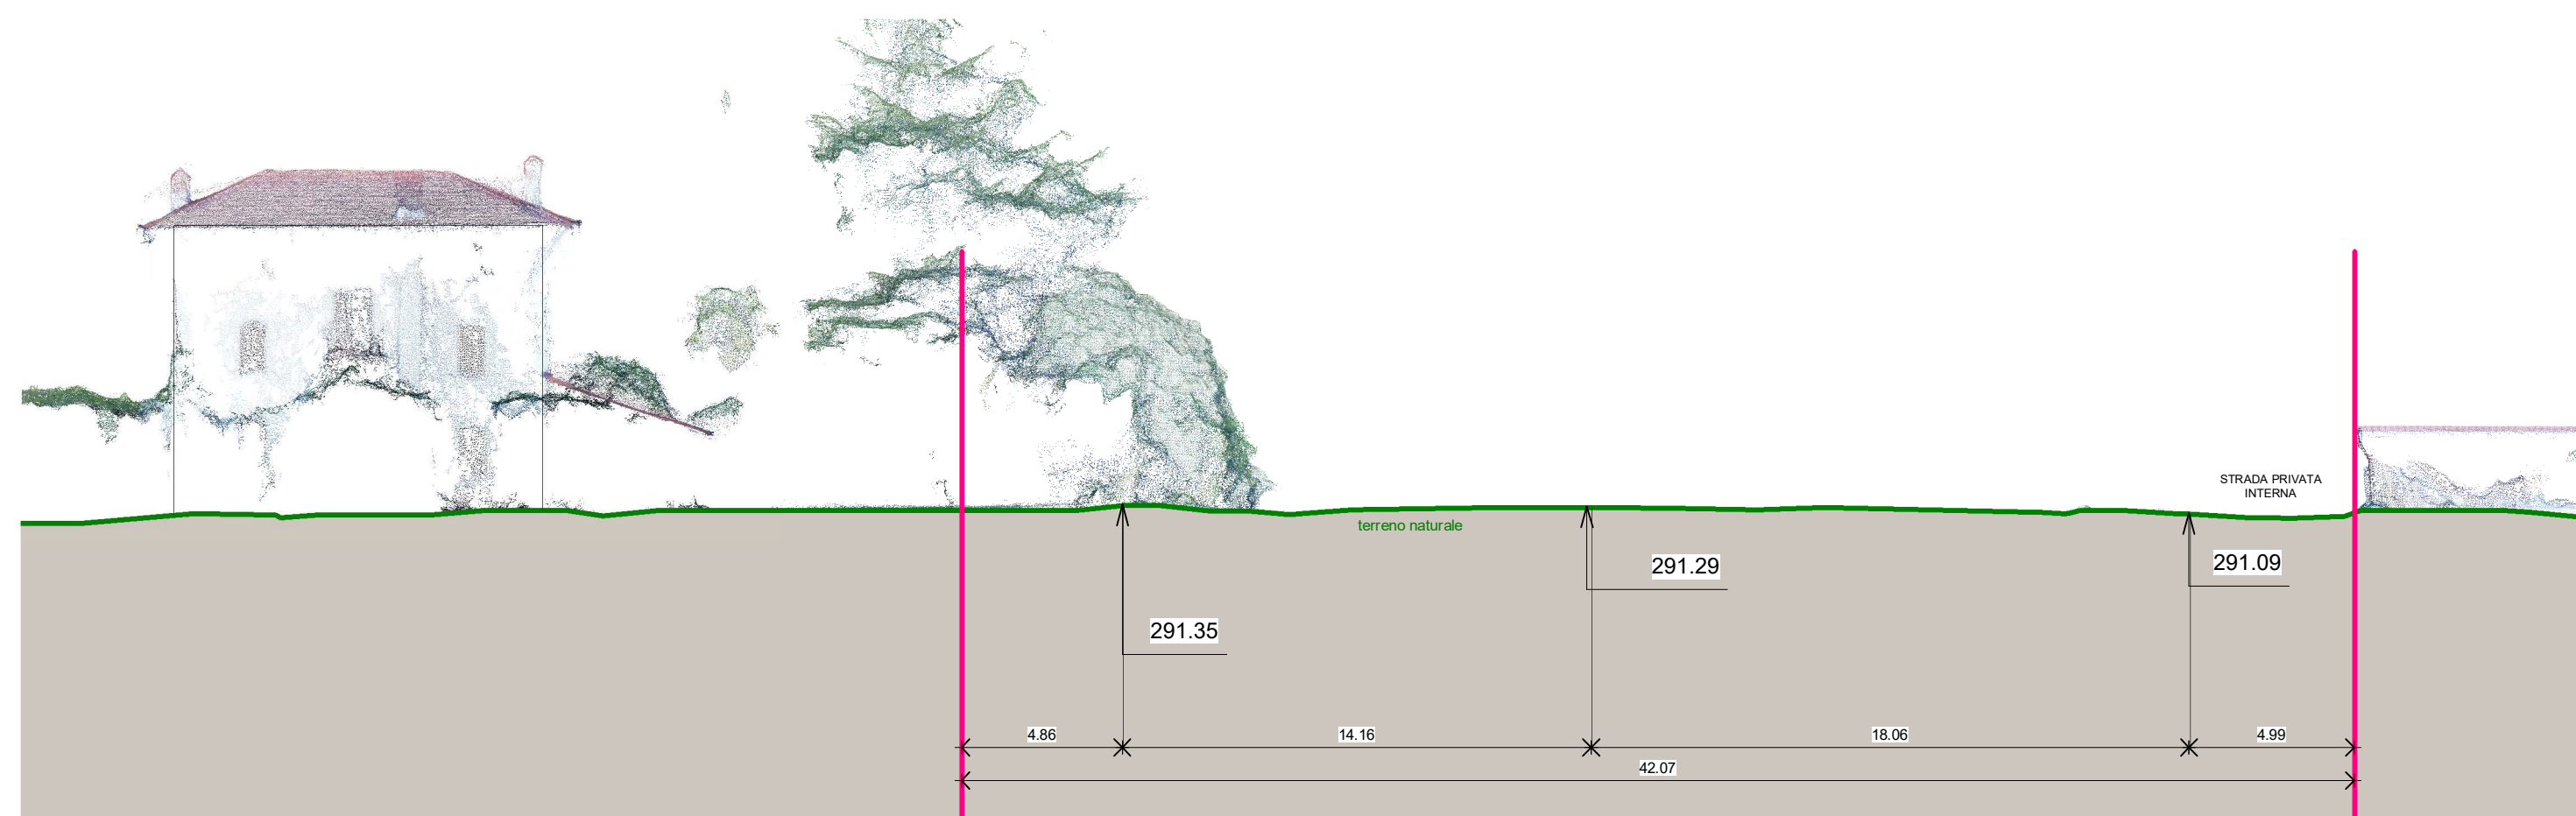 STRADA PRIVATA
INTERNA
terreno naturale
291.29
291.09
291.35
4.86
14.16
18.06
4.99
42.07